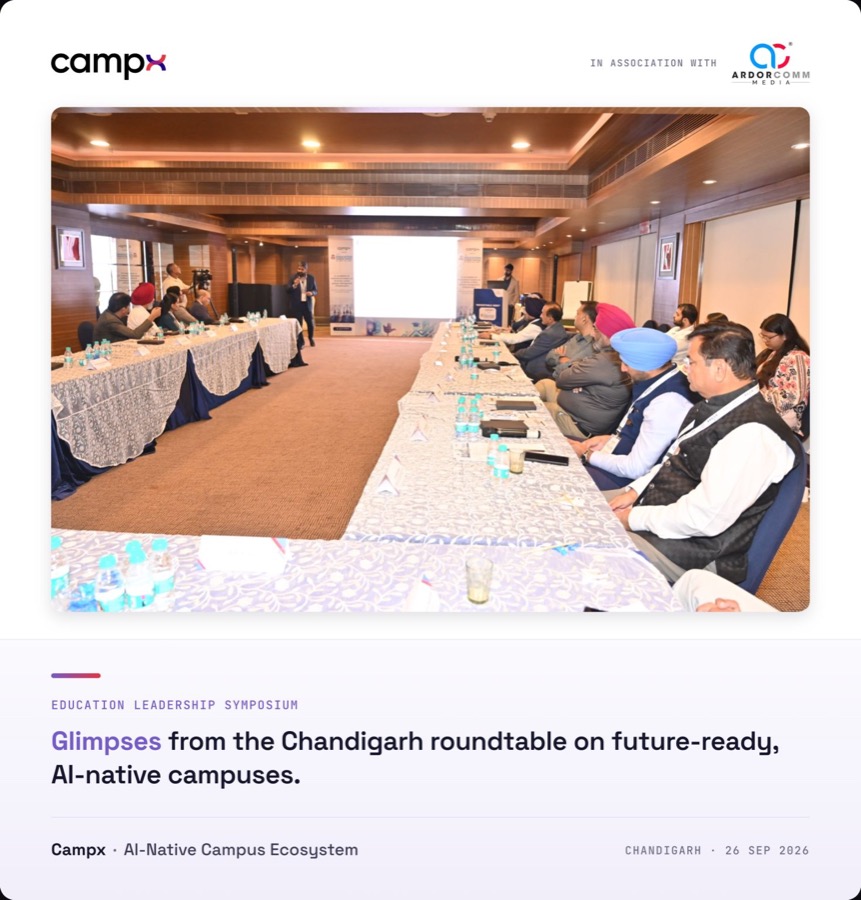 campx
IN ASSOCIATION WITH
ARDORCOMM
MEDIA
EDUCATION LEADERSHIP SYMPOSIUM
Glimpses from the Chandigarh roundtable on future-ready,
AI-native campuses.
Campx · AI-Native Campus Ecosystem
CHANDIGARH · 26 SEP 2026